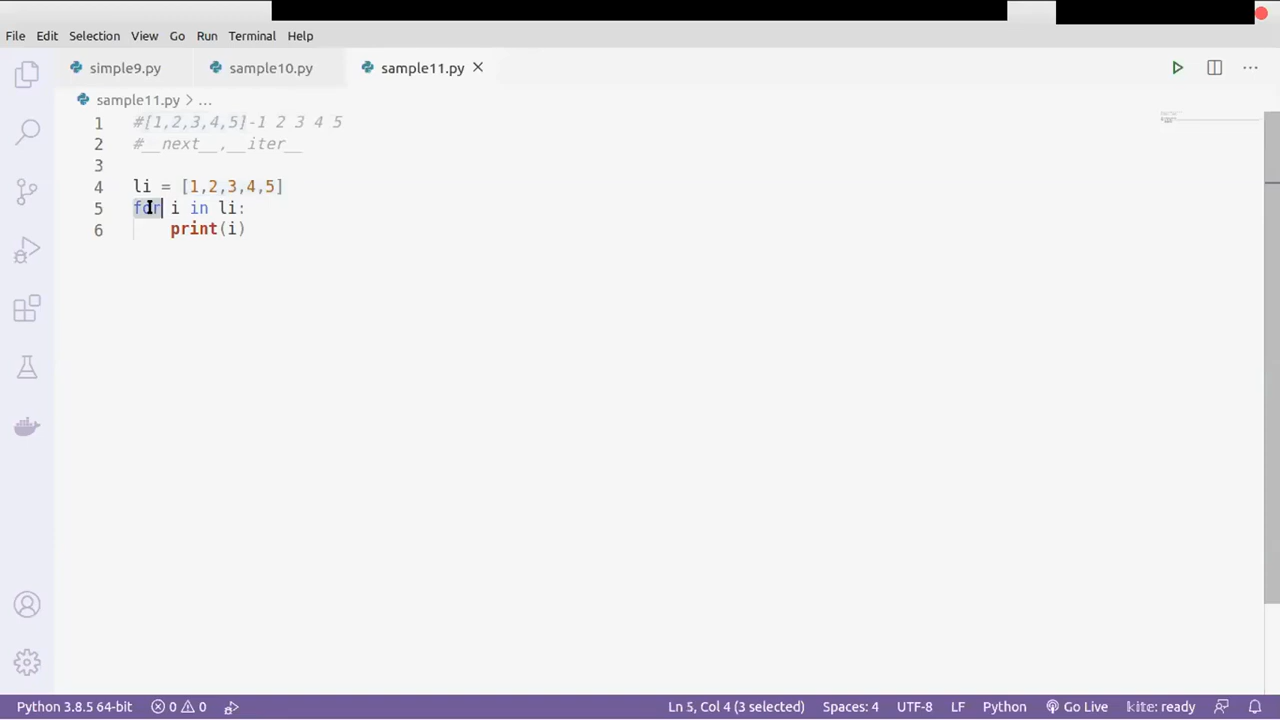 File Edit Selection View Go Run Terminal Help
simple9.py sample10.py sample11.py
sample11.py > ...
1 #[1,2,3,4,5]-1 2 3 4 5
2 #__next__,__iter__
3
4 li = [1,2,3,4,5]
5 for i in li:
6 print(i)
Python 3.8.5 64-bit 0 0 Ln 5, Col 4 (3 selected) Spaces: 4 UTF-8 LF Python Go Live kite: ready